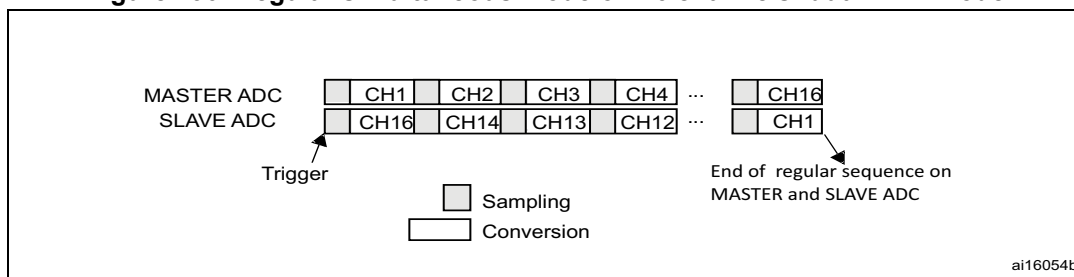 MASTER ADC CH1 CH2 CH3 CH4 ... CH16
SLAVE ADC CH16 CH14 CH13 CH12 ... CH1
Trigger
End of regular sequence on
MASTER and SLAVE ADC
Sampling
Conversion
ai16054b